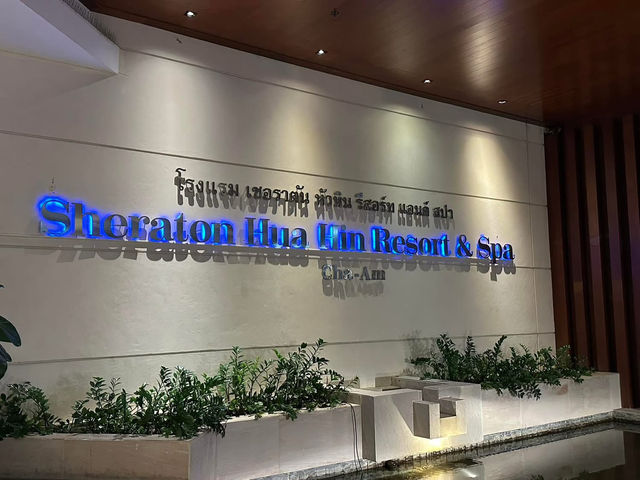 โรงแรม เชอราตัน หัวหิน รีสอร์ท แอนด์ สปา
Sheraton Hua Hin Resort & Spa
Cha-Am